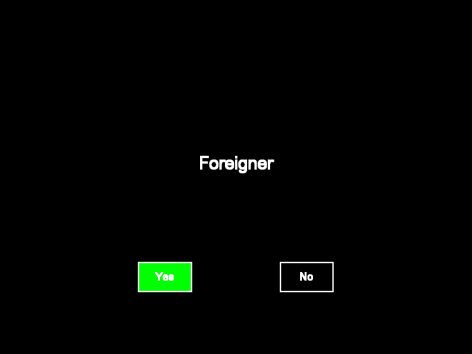 Foreigner
Yes
No